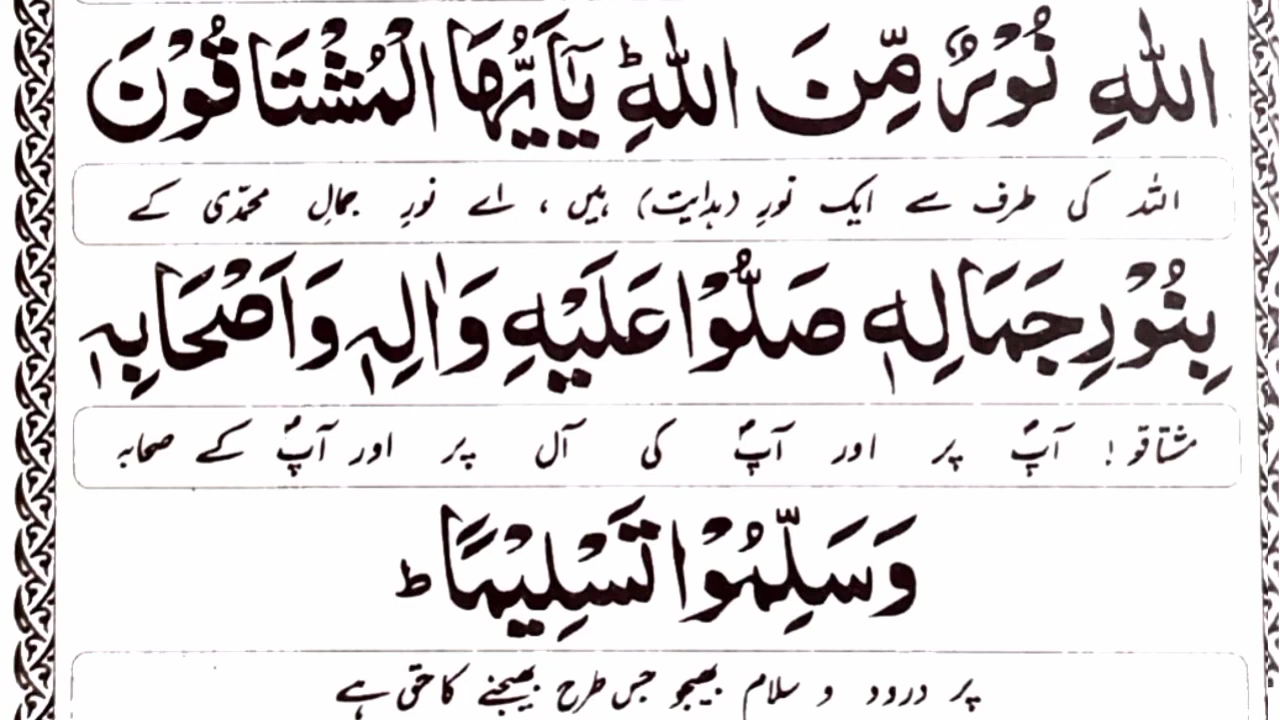 اللهِ نُوْرٌ مِّنَ اللهِ ؕ يٰٓاَيُّهَا الْمُشْتَاقُوْنَ
اللہ کی طرف سے ایک نورِ (ہدایت) ہیں ، اے نورِ جمالِ محمدّی کے
بِنُوْرِ جَمَالِهٖ صَلُّوْا عَلَيْهِ وَاٰلِهٖ وَاَصْحَابِهٖ
مشتاقو! آپؐ پر اور آپؐ کی آل پر اور آپؐ کے صحابہ
وَسَلِّمُوْا تَسْلِيْمًا ؕ
پر درود و سلام بھیجو جس طرح بھیجنے کا حق ہے